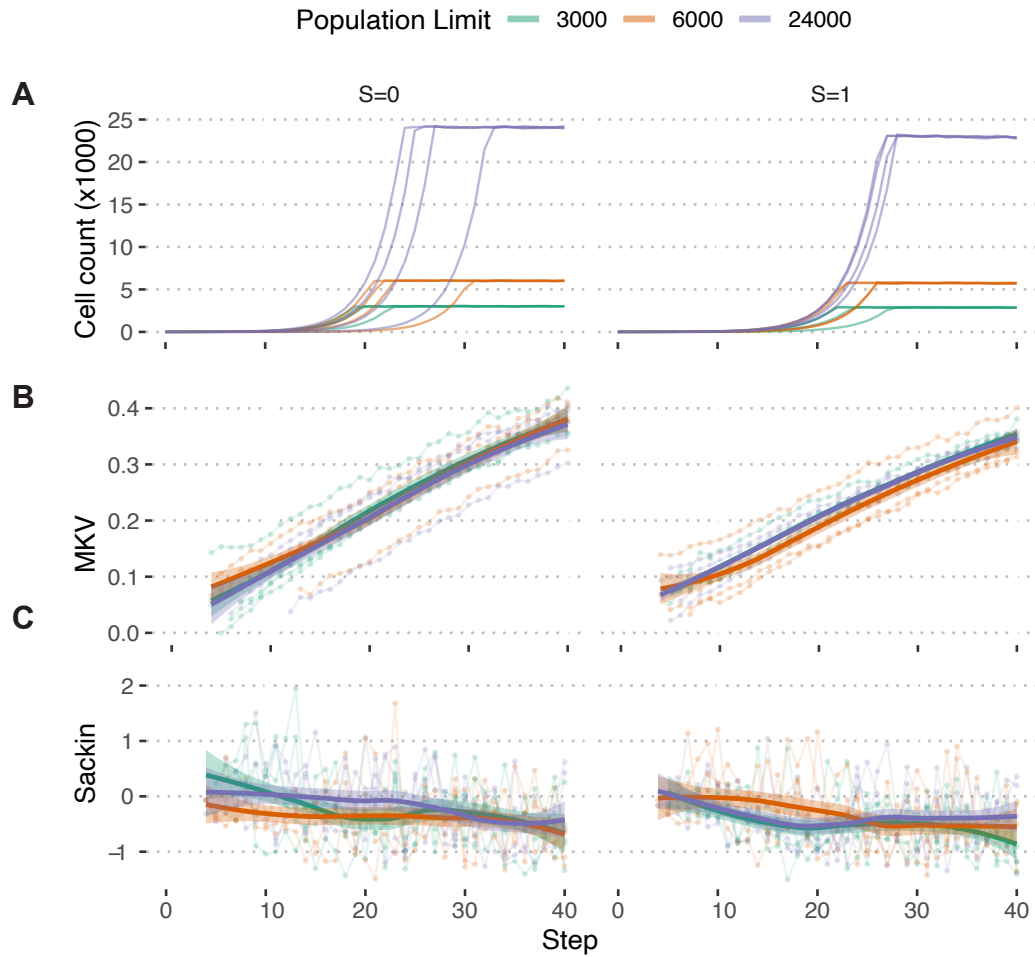 Population Limit 3000 6000 24000
A
S=0 S=1
Cell count (x1000)
25
20
15
10
5
0
B
MKV
0.4
0.3
0.2
0.1
0.0
C
Sackin
2
1
0
−1
0 10 20 30 40 0 10 20 30 40
Step